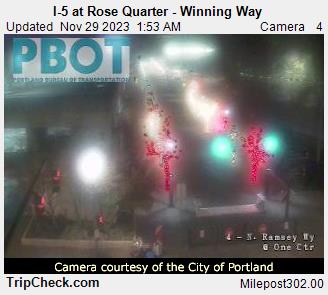 I-5 at Rose Quarter - Winning Way
Updated Nov 29 2023 1:53 AM Camera 4
PBOT
PORTLAND BUREAU OF TRANSPORTATION
4 - N. Ramsey Wy
@ One Ctr
Camera courtesy of the City of Portland
TripCheck.com Milepost302.00